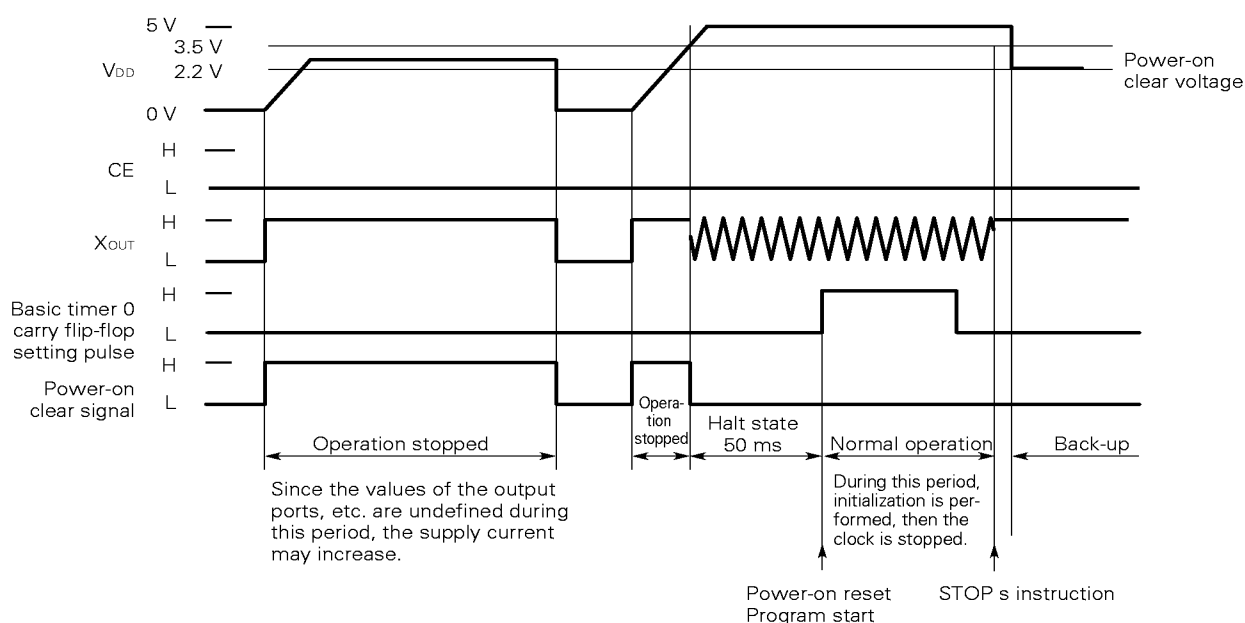 5 V
3.5 V
VDD
2.2 V
0 V
Power-on
clear voltage
H
CE
L
H
XOUT
L
H
Basic timer 0
carry flip-flop
setting pulse
L
H
Power-on
clear signal
L
Operation stopped
Opera-
tion
stopped
Halt state
50 ms
Normal operation
Back-up
Since the values of the output
ports, etc. are undefined during
this period, the supply current
may increase.
During this period,
initialization is per-
formed, then the
clock is stopped.
Power-on reset
Program start
STOP s instruction